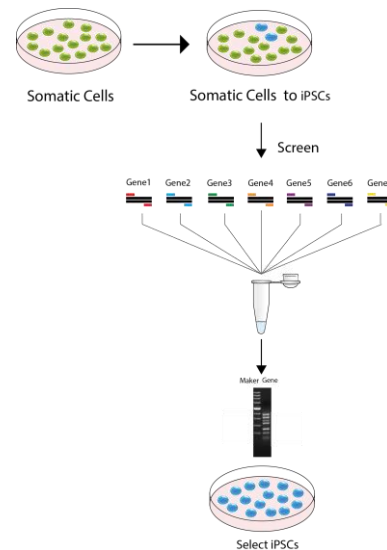 Somatic Cells
Somatic Cells to iPSCs
Screen
Gene1 Gene2 Gene3 Gene4 Gene5 Gene6 Gene
Maker Gene
Select iPSCs